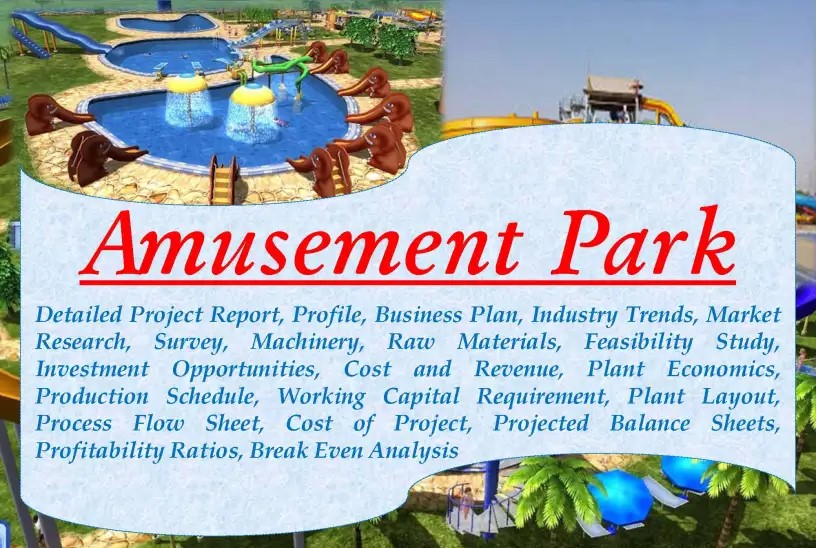 Amusement Park
Detailed Project Report, Profile, Business Plan, Industry Trends, Market
Research, Survey, Machinery, Raw Materials, Feasibility Study,
Investment Opportunities, Cost and Revenue, Plant Economics,
Production Schedule, Working Capital Requirement, Plant Layout,
Process Flow Sheet, Cost of Project, Projected Balance Sheets,
Profitability Ratios, Break Even Analysis